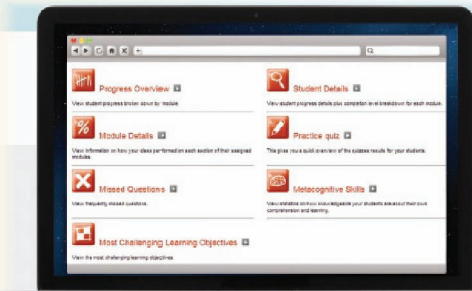 Progress Overview
View student progress broken down by module.
Module Details
View information on how your class performed on each section of their assigned
modules.
Missed Questions
View frequently missed questions.
Most Challenging Learning Objectives
View the most challenging learning objectives.
Student Details
View student progress details plus completion level breakdown for each module.
Practice quiz
This gives you a quick overview of the quizzes results for your students.
Metacognitive Skills
View statistics on how knowledgeable your students are about their own
comprehension and learning.